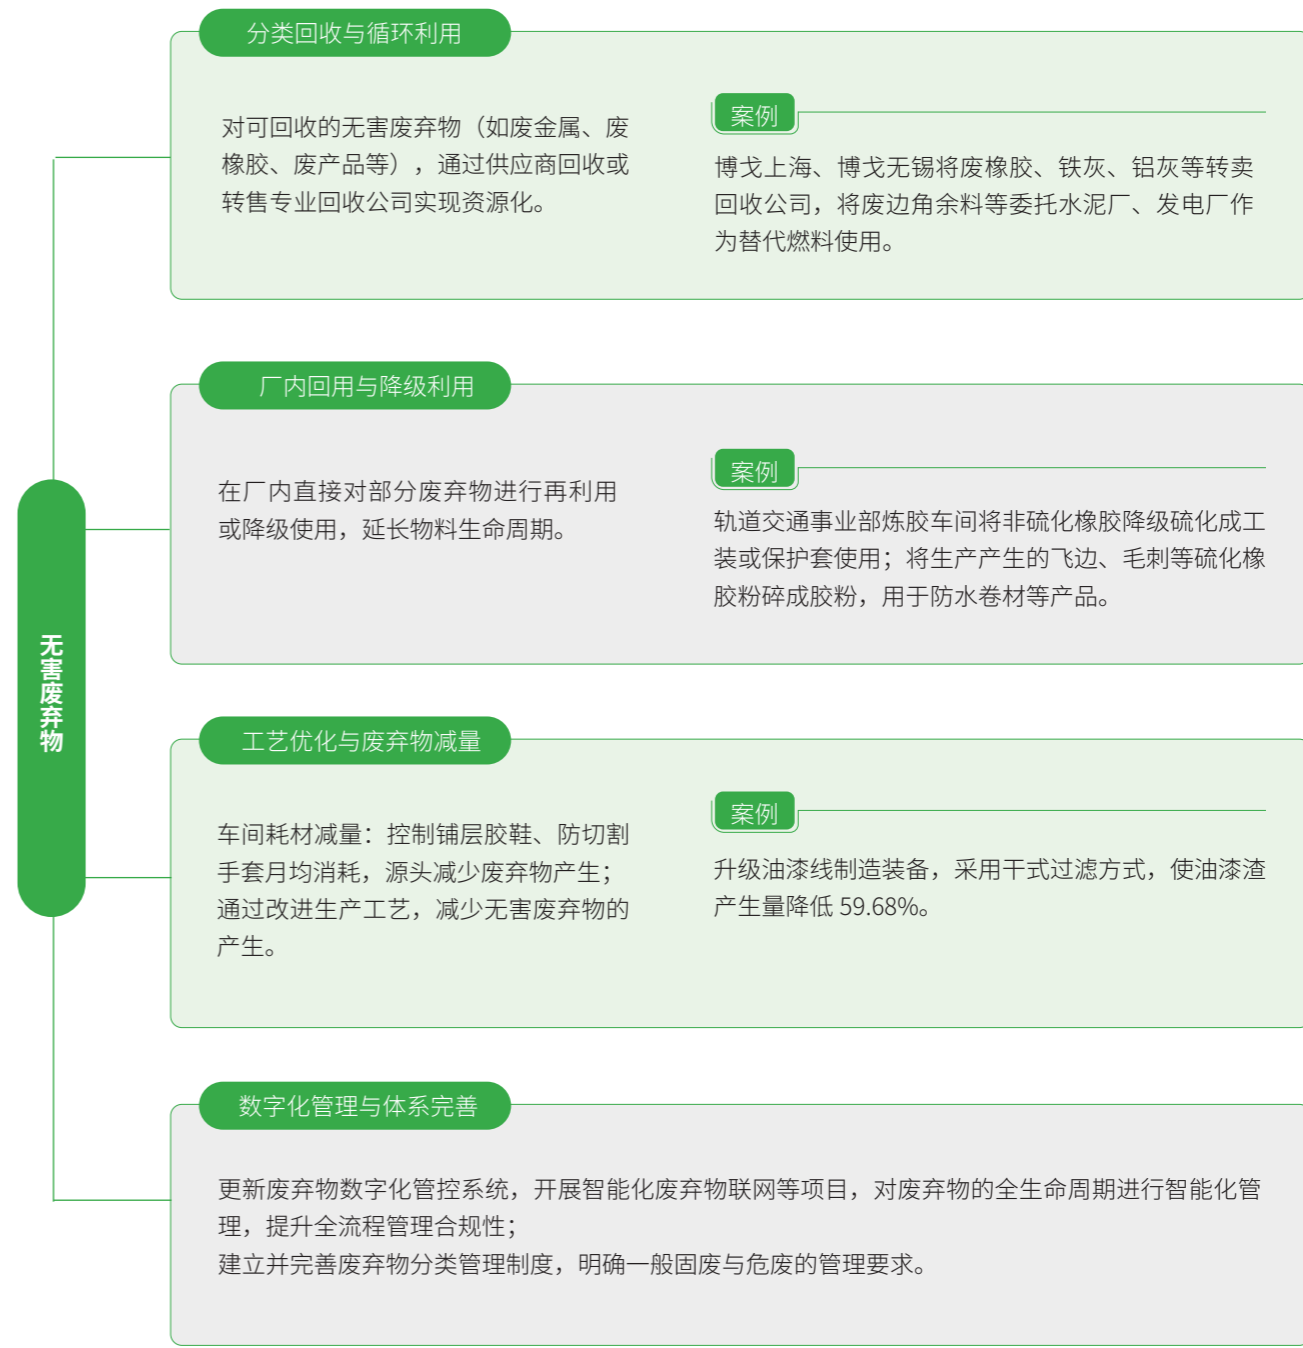 无害废弃物
分类回收与循环利用
对可回收的无害废弃物（如废金属、废
橡胶、废产品等），通过供应商回收或
转售专业回收公司实现资源化。
案例
博戈上海、博戈无锡将废橡胶、铁灰、铝灰等转卖
回收公司，将废边角余料等委托水泥厂、发电厂作
为替代燃料使用。
厂内回用与降级利用
在厂内直接对部分废弃物进行再利用
或降级使用，延长物料生命周期。
案例
轨道交通事业部炼胶车间将非硫化橡胶降级硫化成工
装或保护套使用；将生产产生的飞边、毛刺等硫化橡
胶粉碎成胶粉，用于防水卷材等产品。
工艺优化与废弃物减量
车间耗材减量：控制铺层胶鞋、防切割
手套月均消耗，源头减少废弃物产生；
通过改进生产工艺，减少无害废弃物的
产生。
案例
升级油漆线制造装备，采用干式过滤方式，使油漆渣
产生量降低 59.68%。
数字化管理与体系完善
更新废弃物数字化管控系统，开展智能化废弃物联网等项目，对废弃物的全生命周期进行智能化管
理，提升全流程管理合规性；
建立并完善废弃物分类管理制度，明确一般固废与危废的管理要求。